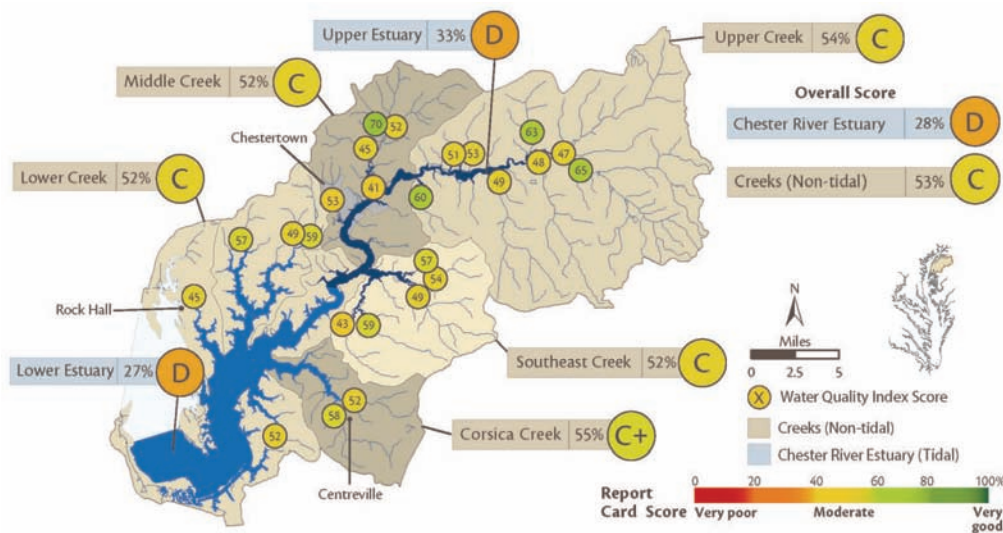 Upper Estuary 33% D
Upper Creek 54% C
Middle Creek 52% C
Overall Score
Chester River Estuary 28% D
Creeks (Non-tidal) 53% C
Chestertown
Lower Creek 52% C
Rock Hall
Lower Estuary 27% D
70
52
45
41
53
51
53
63
48
47
65
49
60
57
49
59
45
57
54
49
43
59
52
58
52
Southeast Creek 52% C
Corsica Creek 55% C+
Centreville
N
Miles
0 2.5 5
X Water Quality Index Score
Creeks (Non-tidal)
Chester River Estuary (Tidal)
Report
Card Score
0 20 40 60 80 100%
Very poor
Moderate
Very
good